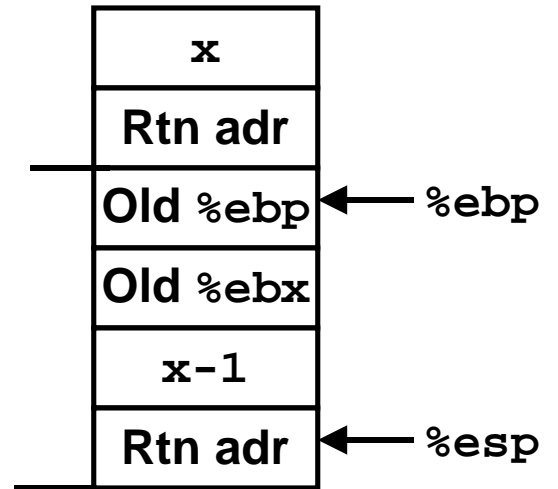 x
Rtn adr
Old %ebp %ebp
Old %ebx
x-1
Rtn adr %esp